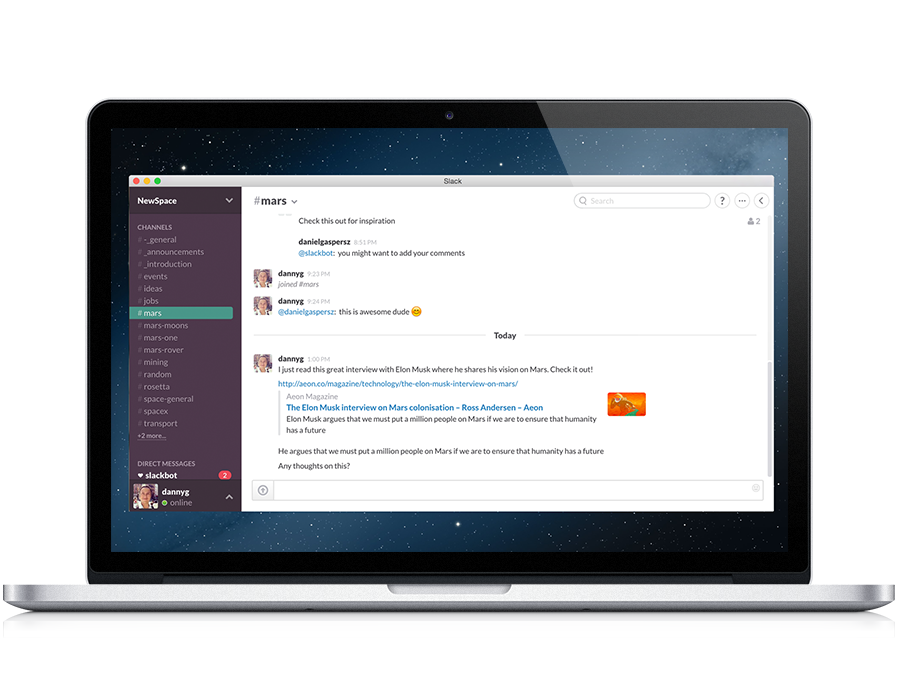 Slack
NewSpace
CHANNELS
# -_general
# _announcements
# _introduction
# events
# ideas
# jobs
# mars
# mars-moons
# mars-one
# mars-rover
# mining
# random
# rosetta
# space-general
# spacex
# transport
+2 more...
DIRECT MESSAGES
slackbot 2
dannyg
online
#mars
Search
?
2
Check this out for inspiration
danielgaspersz 8:51 PM
@slackbot: you might want to add your comments
dannyg 9:23 PM
joined #mars
dannyg 9:24 PM
@danielgaspersz: this is awesome dude
Today
dannyg 1:00 PM
I just read this great interview with Elon Musk where he shares his vision on Mars. Check it out!
http://aeon.co/magazine/technology/the-elon-musk-interview-on-mars/
Aeon Magazine
The Elon Musk interview on Mars colonisation – Ross Andersen – Aeon
Elon Musk argues that we must put a million people on Mars if we are to ensure that humanity
has a future
He argues that we must put a million people on Mars if we are to ensure that humanity has a future
Any thoughts on this?